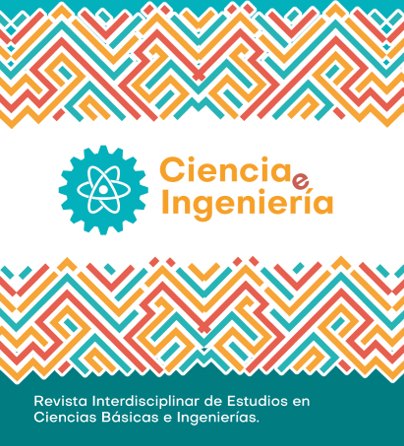 Ciencia e
Ingeniería
Revista Interdisciplinar de Estudios en
Ciencias Básicas e Ingenierías.